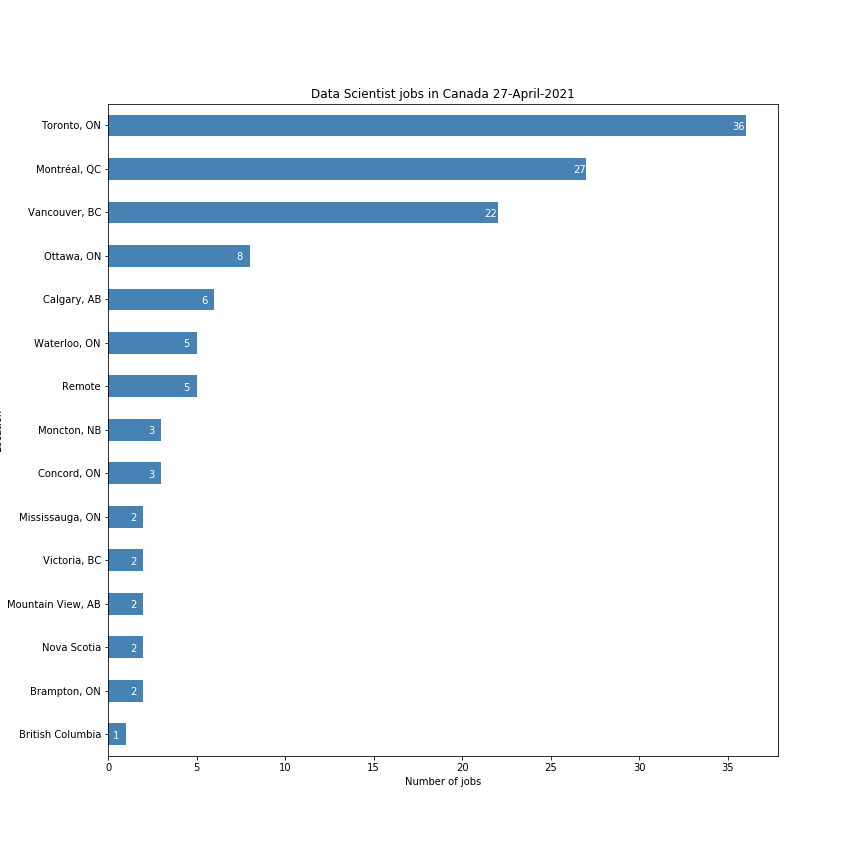 Data Scientist jobs in Canada 27-April-2021
Toronto, ON 36
Montréal, QC 27
Vancouver, BC 22
Ottawa, ON 8
Calgary, AB 6
Waterloo, ON 5
Remote 5
Moncton, NB 3
Concord, ON 3
Mississauga, ON 2
Victoria, BC 2
Mountain View, AB 2
Nova Scotia 2
Brampton, ON 2
British Columbia 1
0 5 10 15 20 25 30 35
Number of jobs